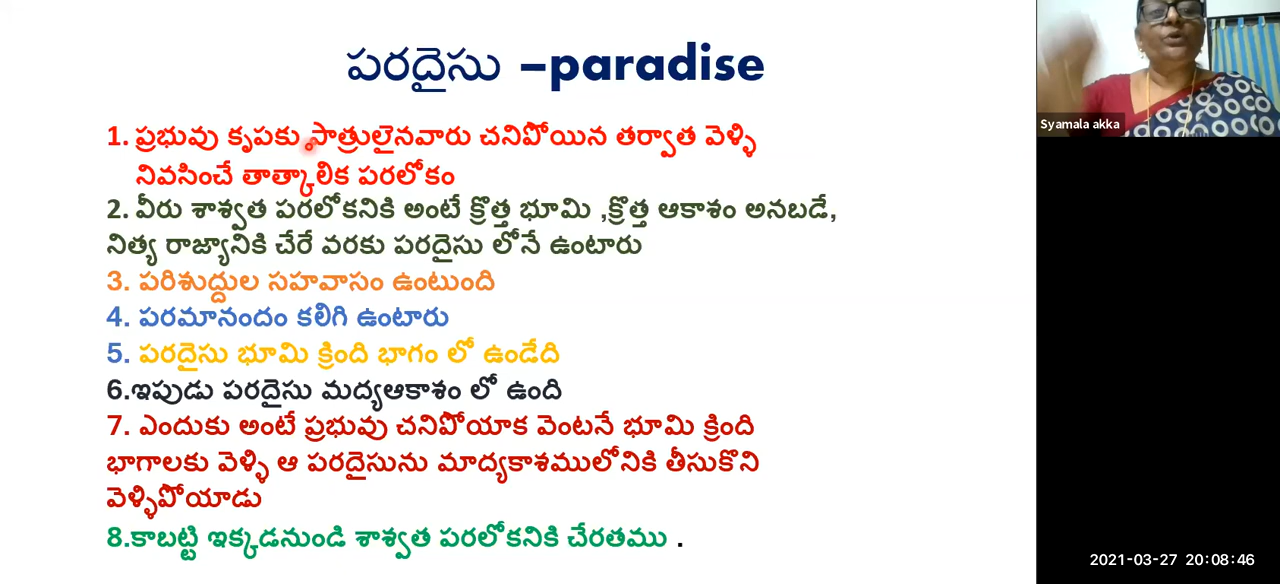 పరదైసు –paradise
1. ప్రభువు కృపకు పాత్రులైనవారు చనిపోయిన తర్వాత వెళ్ళి
నివసించే తాత్కాలిక పరలోకం
2. వీరు శాశ్వత పరలోకనికి అంటే క్రొత్త భూమి ,క్రొత్త ఆకాశం అనబడే,
నిత్య రాజ్యానికి చేరే వరకు పరదైసు లోనే ఉంటారు
3. పరిశుద్దుల సహవాసం ఉంటుంది
4. పరమానందం కలిగి ఉంటారు
5. పరదైసు భూమి క్రింది భాగం లో ఉండేది
6.ఇపుడు పరదైసు మద్యఆకాశం లో ఉంది
7. ఎందుకు అంటే ప్రభువు చనిపోయాక వెంటనే భూమి క్రింది
భాగాలకు వెళ్ళి ఆ పరదైసును మాద్యకాశములోనికి తీసుకొని
వెళ్ళిపోయాడు
8.కాబట్టి ఇక్కడనుండి శాశ్వత పరలోకనికి చేరతము .
Syamala akka
2021-03-27 20:08:46